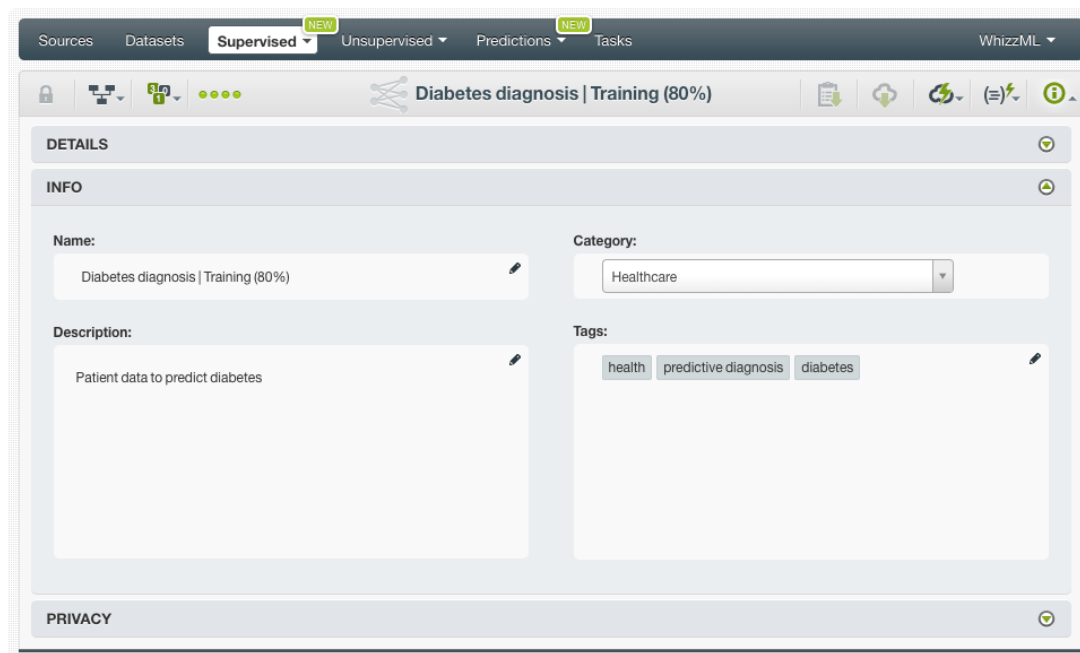 NEW NEW
Sources Datasets Supervised Unsupervised Predictions Tasks WhizzML
Diabetes diagnosis | Training (80%)
DETAILS
INFO
Name: Category:
Diabetes diagnosis | Training (80%) Healthcare
Description: Tags:
Patient data to predict diabetes health predictive diagnosis diabetes
PRIVACY